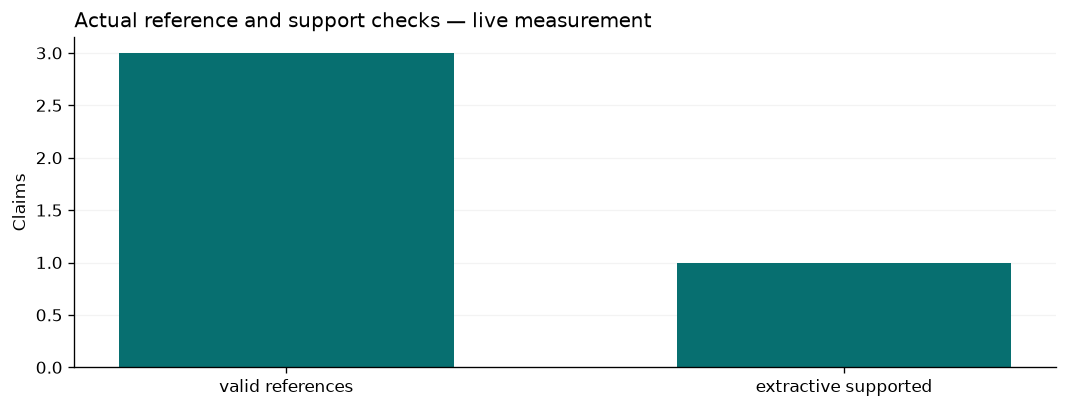 Actual reference and support checks — live measurement
Claims
3.0
2.5
2.0
1.5
1.0
0.5
0.0
valid references
extractive supported